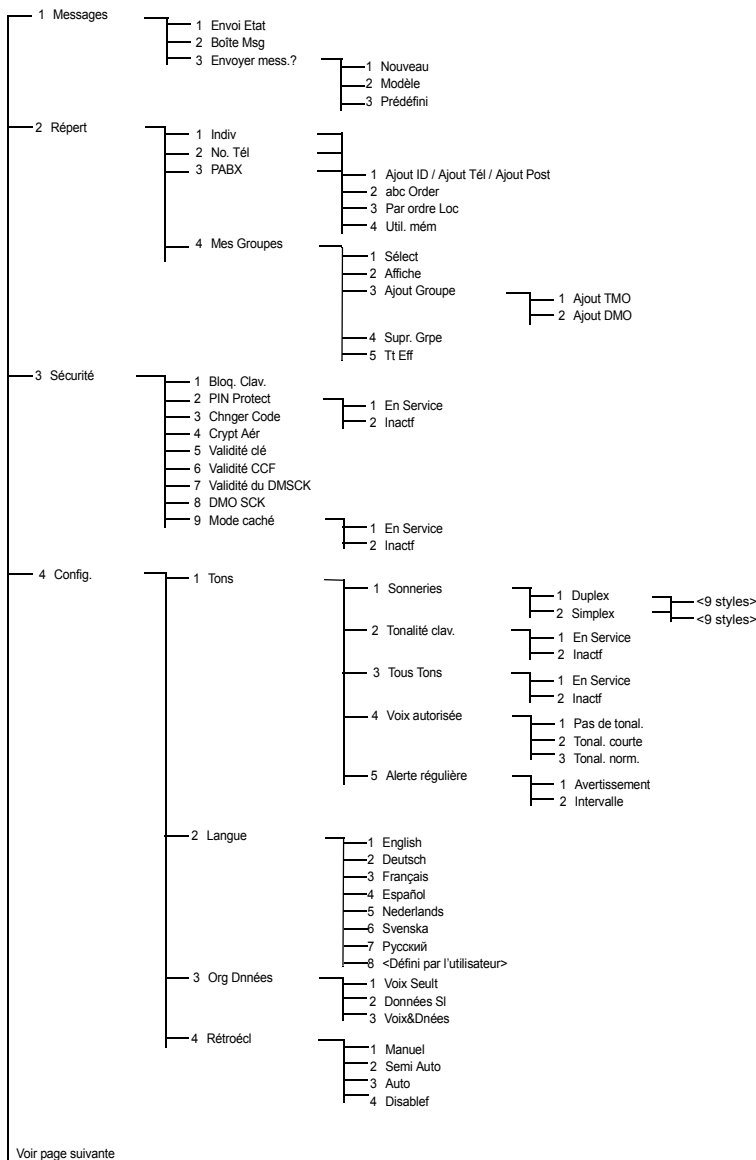 1 Messages
1 Envoi Etat
2 Boîte Msg
3 Envoyer mess.?
1 Nouveau
2 Modèle
3 Prédéfini
2 Répert
1 Indiv
2 No. Tél
3 PABX
1 Ajout ID / Ajout Tél / Ajout Post
2 abc Order
3 Par ordre Loc
4 Util. mém
4 Mes Groupes
1 Sélect
2 Affiche
3 Ajout Groupe
1 Ajout TMO
2 Ajout DMO
4 Supr. Grpe
5 Tt Eff
3 Sécurité
1 Bloq. Clav.
2 PIN Protect
1 En Service
2 Inactf
3 Chnger Code
4 Crypt Aér
5 Validité clé
6 Validité CCF
7 Validité du DMSCK
8 DMO SCK
9 Mode caché
1 En Service
2 Inactf
4 Config.
1 Tons
1 Sonneries
1 Duplex
<9 styles>
2 Simplex
<9 styles>
2 Tonalité clav.
1 En Service
2 Inactf
3 Tous Tons
1 En Service
2 Inactf
4 Voix autorisée
1 Pas de tonal.
2 Tonal. courte
3 Tonal. norm.
5 Alerte régulière
1 Avertissement
2 Intervalle
2 Langue
1 English
2 Deutsch
3 Français
4 Español
5 Nederlands
6 Svenska
7 Русский
8 <Défini par l'utilisateur>
3 Org Dnnées
1 Voix Seult
2 Données Sl
3 Voix&Dnées
4 Rétroécl
1 Manuel
2 Semi Auto
3 Auto
4 Disablef
Voir page suivante